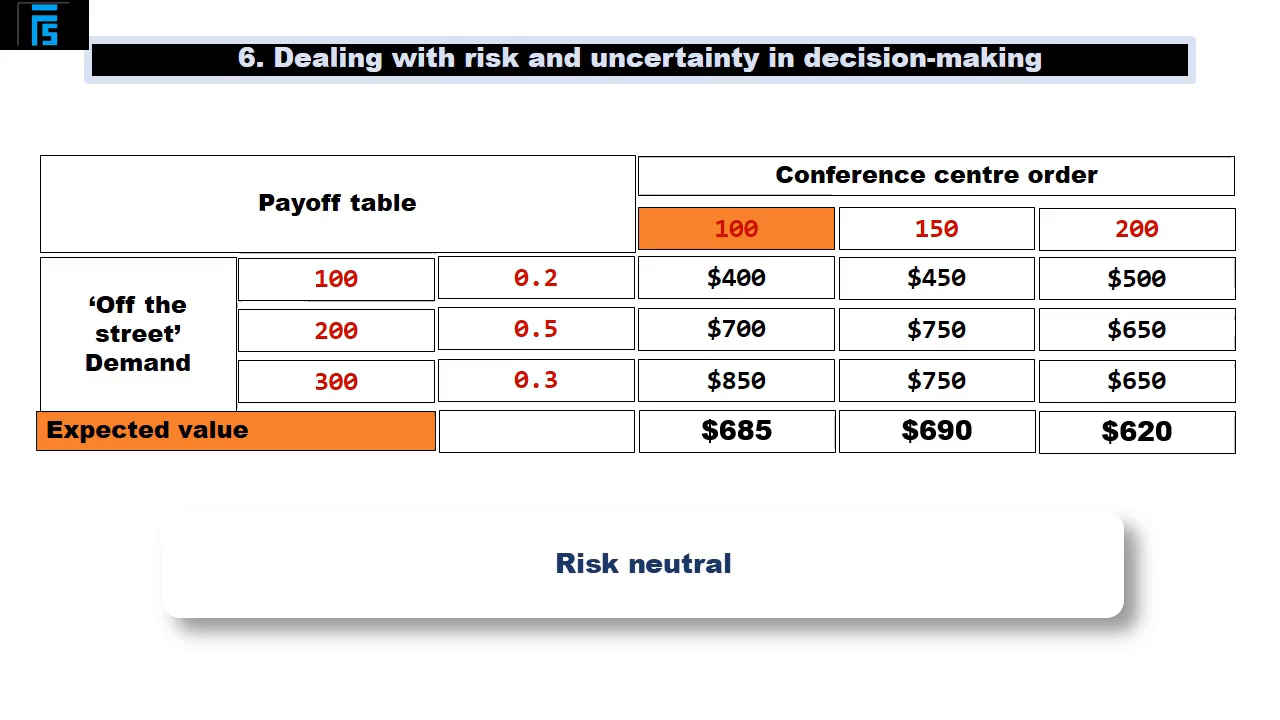 6. Dealing with risk and uncertainty in decision-making
Payoff table
Conference centre order
100 150 200
‘Off the
street’
Demand
100 0.2 $400 $450 $500
200 0.5 $700 $750 $650
300 0.3 $850 $750 $650
Expected value $685 $690 $620
Risk neutral